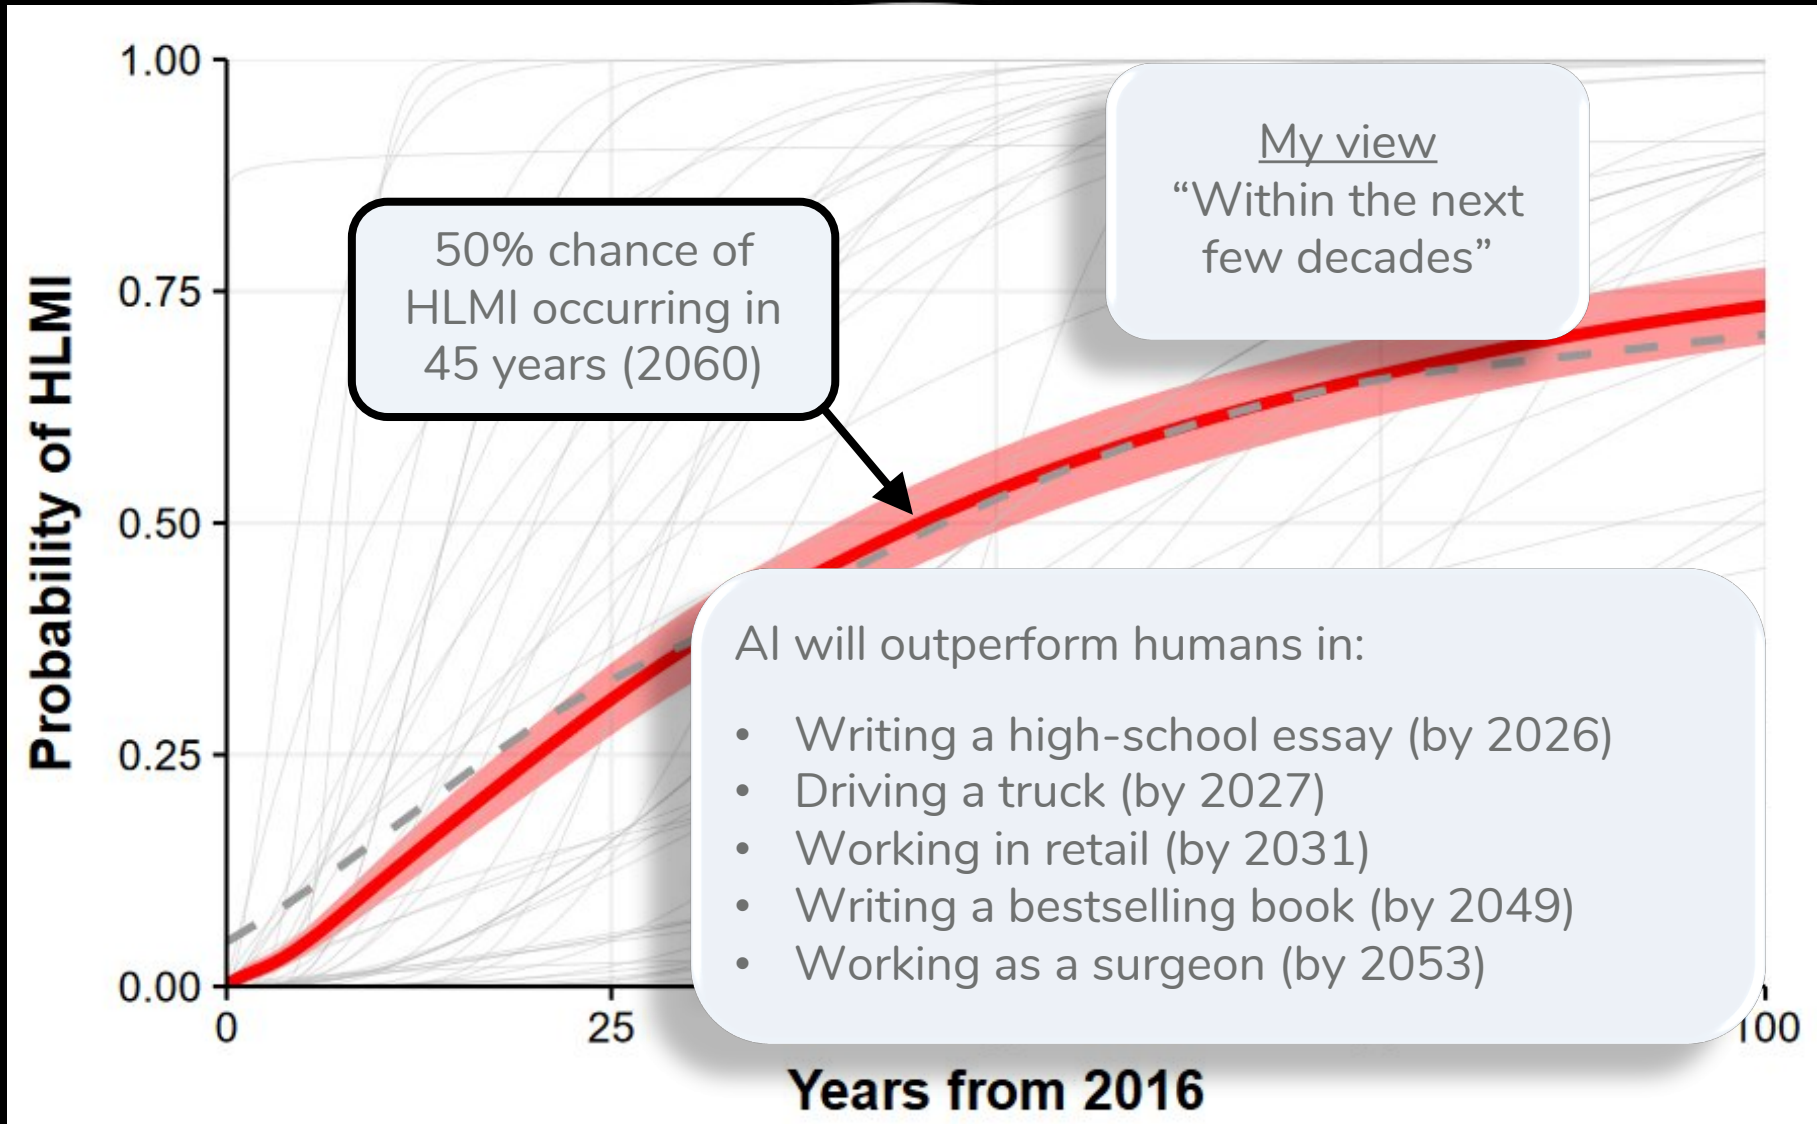 1.00
0.75
0.50
0.25
0.00
Probability of HLMI
50% chance of
HLMI occurring in
45 years (2060)
My view
“Within the next
few decades”
AI will outperform humans in:
• Writing a high-school essay (by 2026)
• Driving a truck (by 2027)
• Working in retail (by 2031)
• Writing a bestselling book (by 2049)
• Working as a surgeon (by 2053)
0
25
100
Years from 2016